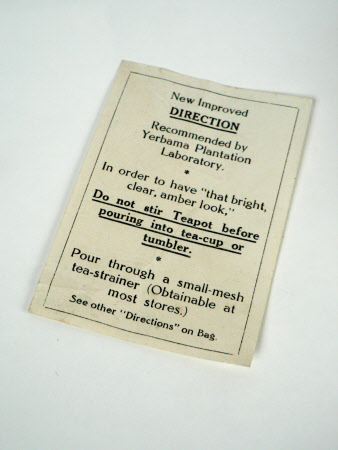 New Improved
DIRECTION
Recommended by
Yerbama Plantation
Laboratory.
*
In order to have "that bright,
clear, amber look,"
Do not stir Teapot before
pouring into tea-cup or
tumbler.
*
Pour through a small-mesh
tea-strainer (Obtainable at
most stores.)
See other "Directions" on Bag.